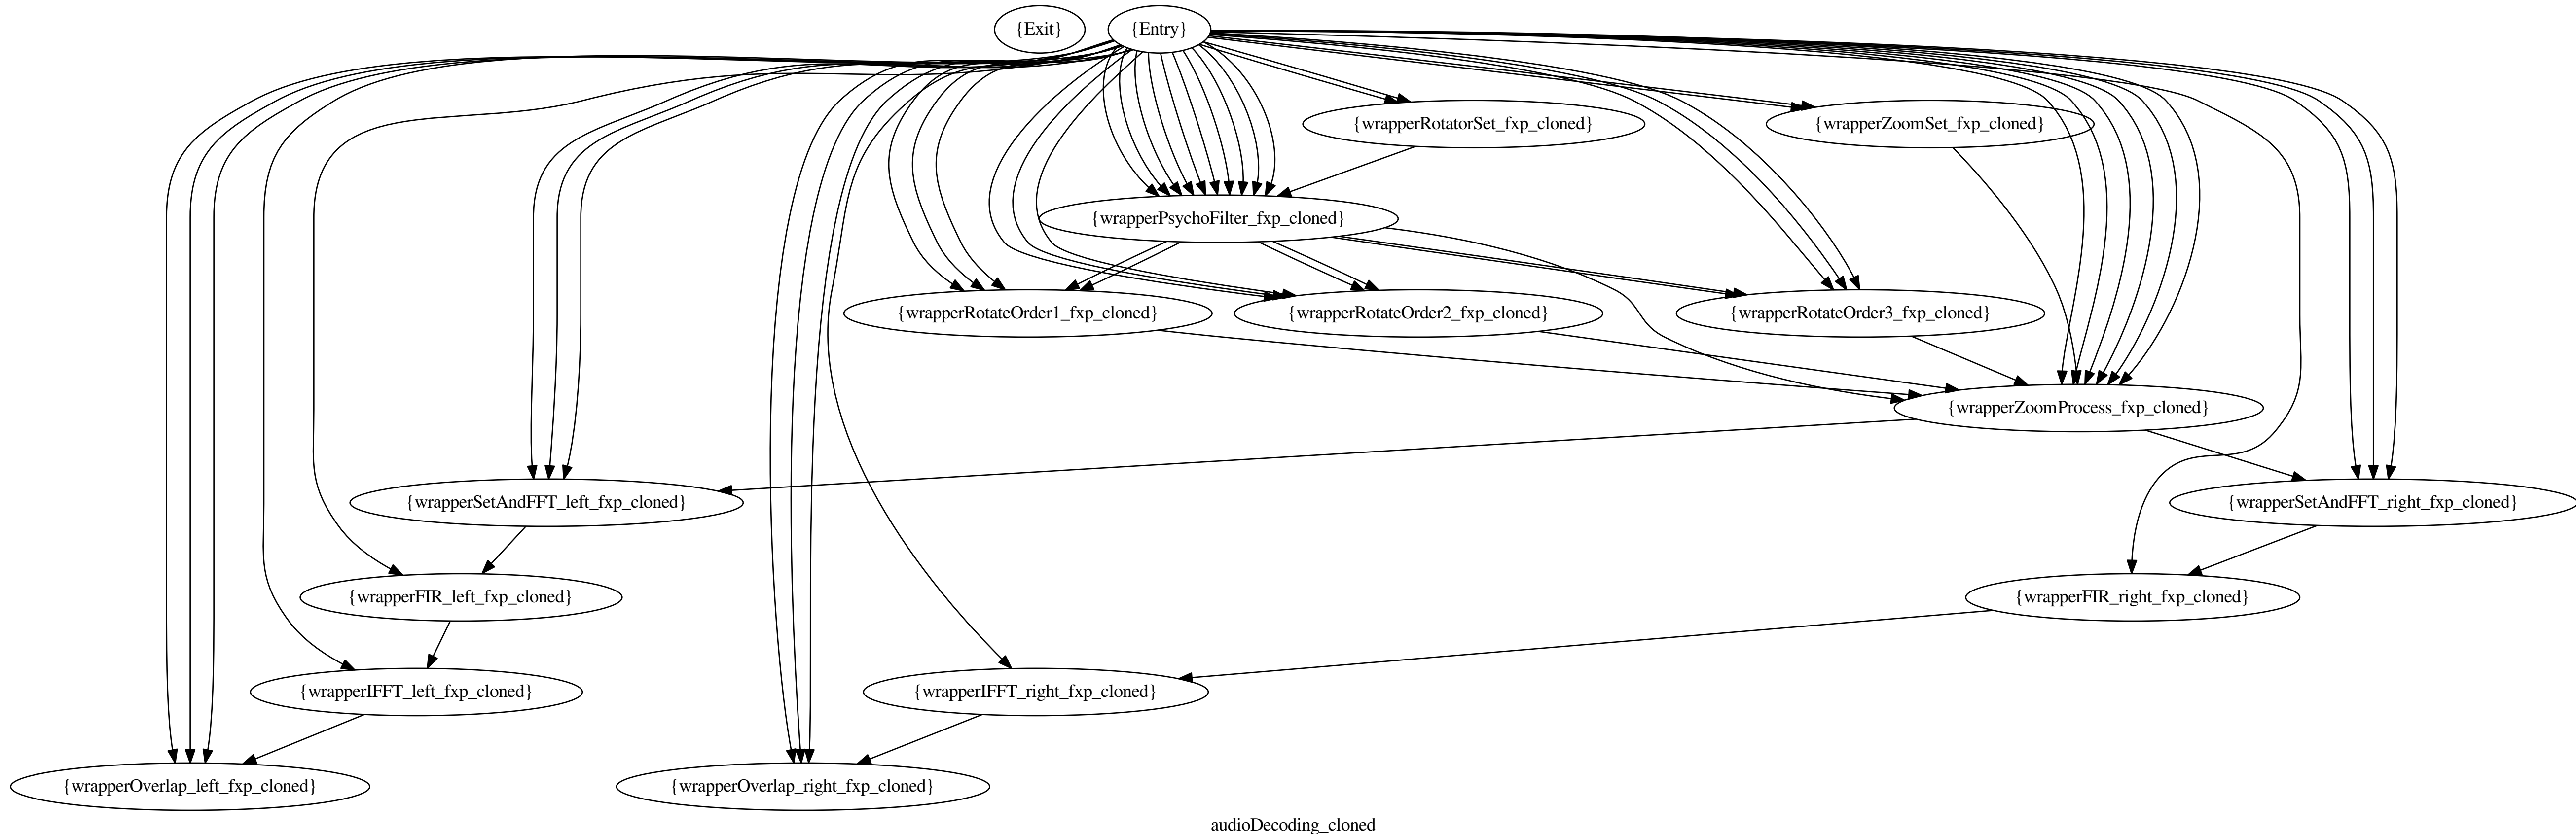 {Exit}
{Entry}
{wrapperRotatorSet_fxp_cloned}
{wrapperZoomSet_fxp_cloned}
{wrapperPsychoFilter_fxp_cloned}
{wrapperRotateOrder1_fxp_cloned}
{wrapperRotateOrder2_fxp_cloned}
{wrapperRotateOrder3_fxp_cloned}
{wrapperZoomProcess_fxp_cloned}
{wrapperSetAndFFT_left_fxp_cloned}
{wrapperSetAndFFT_right_fxp_cloned}
{wrapperFIR_left_fxp_cloned}
{wrapperFIR_right_fxp_cloned}
{wrapperIFFT_left_fxp_cloned}
{wrapperIFFT_right_fxp_cloned}
{wrapperOverlap_left_fxp_cloned}
{wrapperOverlap_right_fxp_cloned}
audioDecoding_cloned